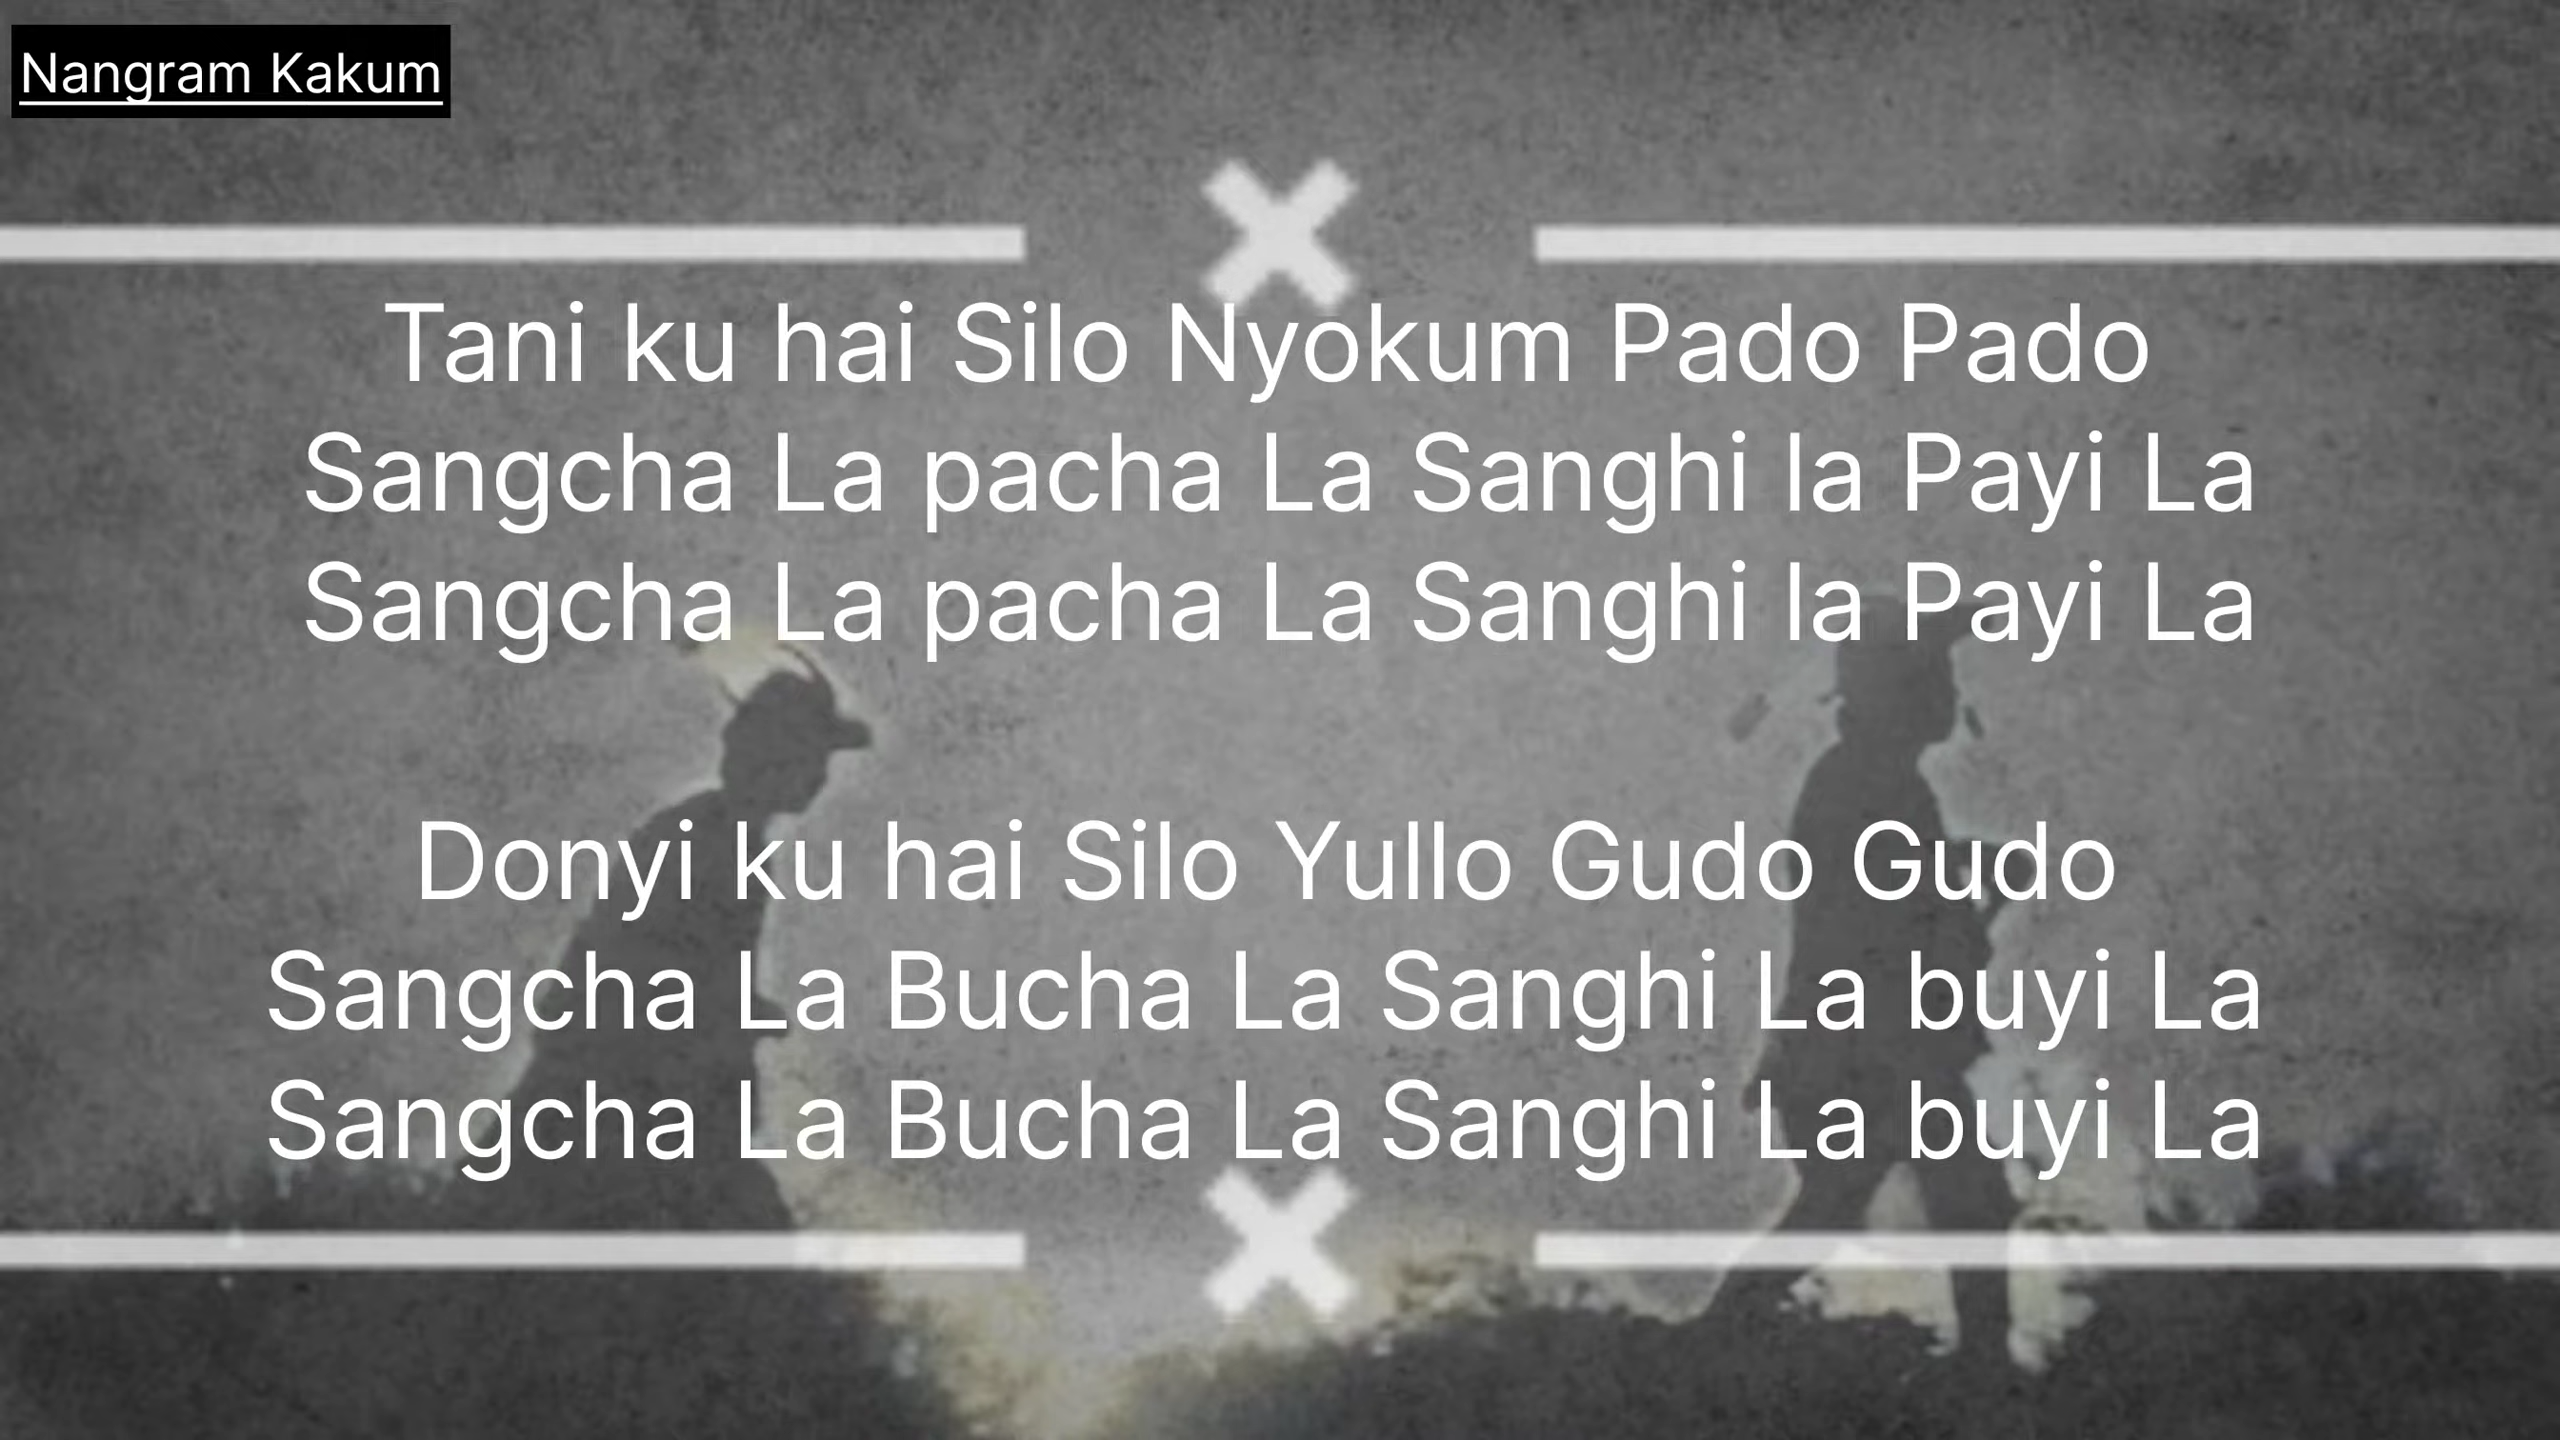 Nangram Kakum
Tani ku hai Silo Nyokum Pado Pado
Sangcha La pacha La Sanghi la Payi La
Sangcha La pacha La Sanghi la Payi La
Donyi ku hai Silo Yullo Gudo Gudo
Sangcha La Bucha La Sanghi La buyi La
Sangcha La Bucha La Sanghi La buyi La